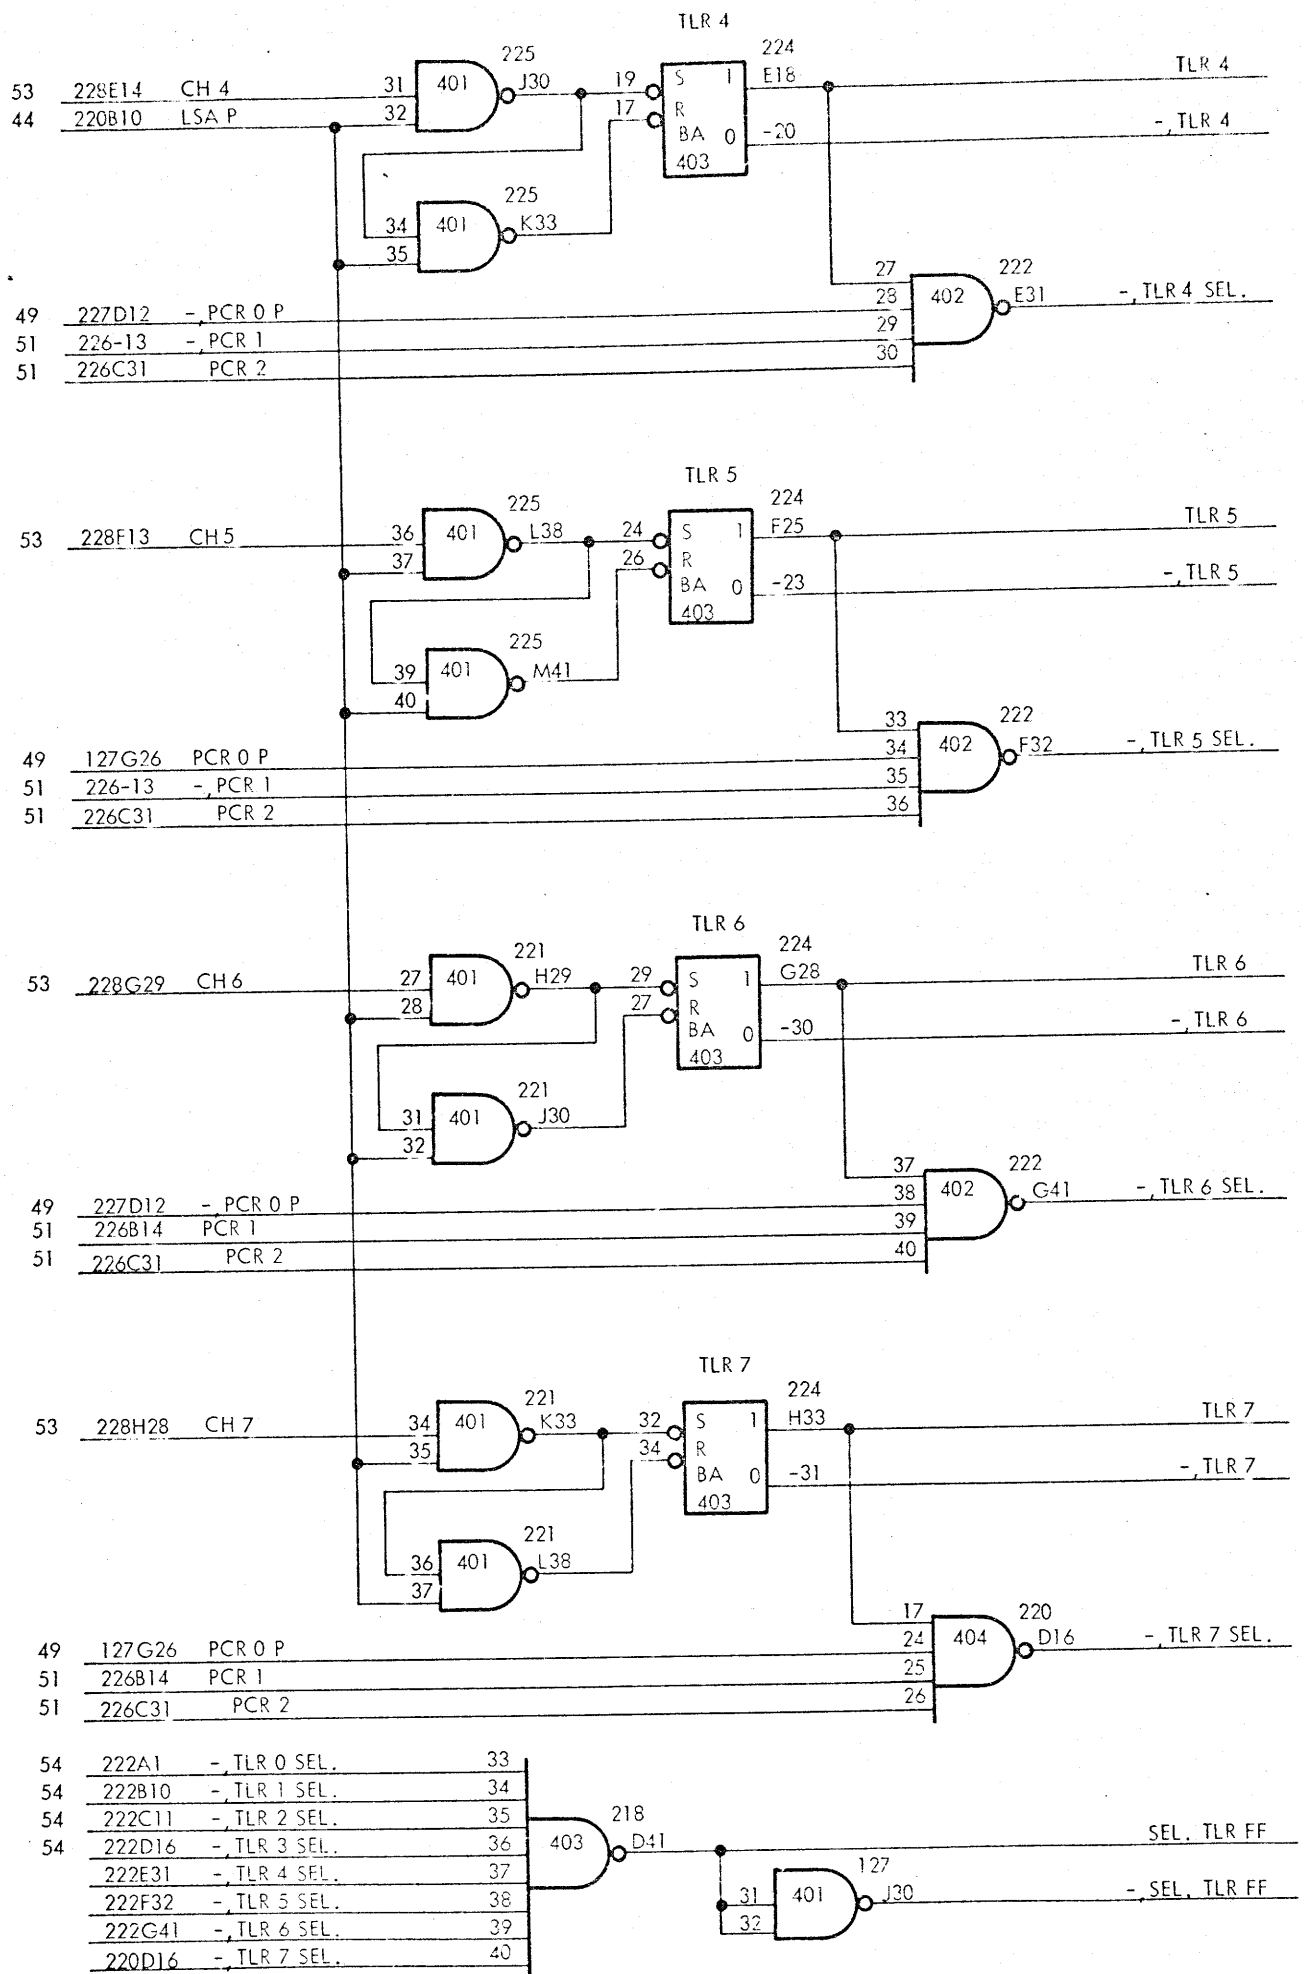 TLR 4
225
224
TLR 4
53 228E14 CH 4 31 401 J30 19 S 1 E18
44 220B10 LSA P 32 17 R
BA 0 -20 -,TLR 4
403
225
34 401 K33
35
27 222
28 402 E31 -,TLR 4 SEL.
49 227D12 -,PCR 0 P
29
51 226-13 -,PCR 1
30
51 226C31 PCR 2
TLR 5
225
224
TLR 5
53 228F13 CH 5 36 401 L38 24 S 1 F25
37 26 R
BA 0 -23 -,TLR 5
403
225
39 401 M41
40
33 222
34 402 F32 -,TLR 5 SEL.
49 127G26 PCR 0 P
35
51 226-13 -,PCR 1
36
51 226C31 PCR 2
TLR 6
221
224
TLR 6
53 228G29 CH 6 27 401 H29 29 S 1 G28
28 27 R
BA 0 -30 -,TLR 6
403
221
31 401 J30
32
37 222
38 402 G41 -,TLR 6 SEL.
49 227D12 -,PCR 0 P
39
51 226B14 PCR 1
40
51 226C31 PCR 2
TLR 7
221
224
TLR 7
53 228H28 CH 7 34 401 K33 32 S 1 H33
35 34 R
BA 0 -31 -,TLR 7
403
221
36 401 L38
37
17 220
24 404 D16 -,TLR 7 SEL.
49 127G26 PCR 0 P
25
51 226B14 PCR 1
26
51 226C31 PCR 2
54 222A1 -,TLR 0 SEL. 33
54 222B10 -,TLR 1 SEL. 34
54 222C11 -,TLR 2 SEL. 35 218
54 222D16 -,TLR 3 SEL. 36 403 D41 SEL. TLR FF
222E31 -,TLR 4 SEL. 37 127
222F32 -,TLR 5 SEL. 38 31 401 J30 -,SEL. TLR FF
222G41 -,TLR 6 SEL. 39 32
220D16 -,TLR 7 SEL. 40